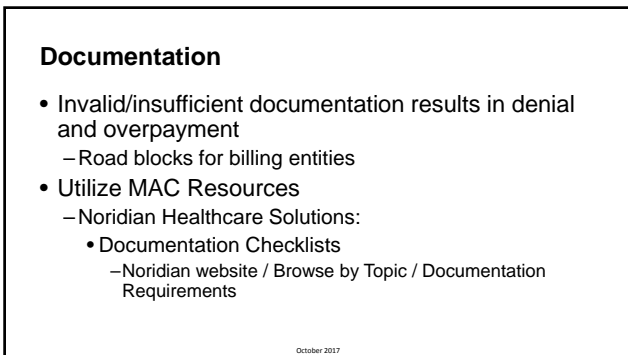 Documentation
• Invalid/insufficient documentation results in denial
and overpayment
–Road blocks for billing entities
• Utilize MAC Resources
–Noridian Healthcare Solutions:
• Documentation Checklists
–Noridian website / Browse by Topic / Documentation
Requirements
October 2017